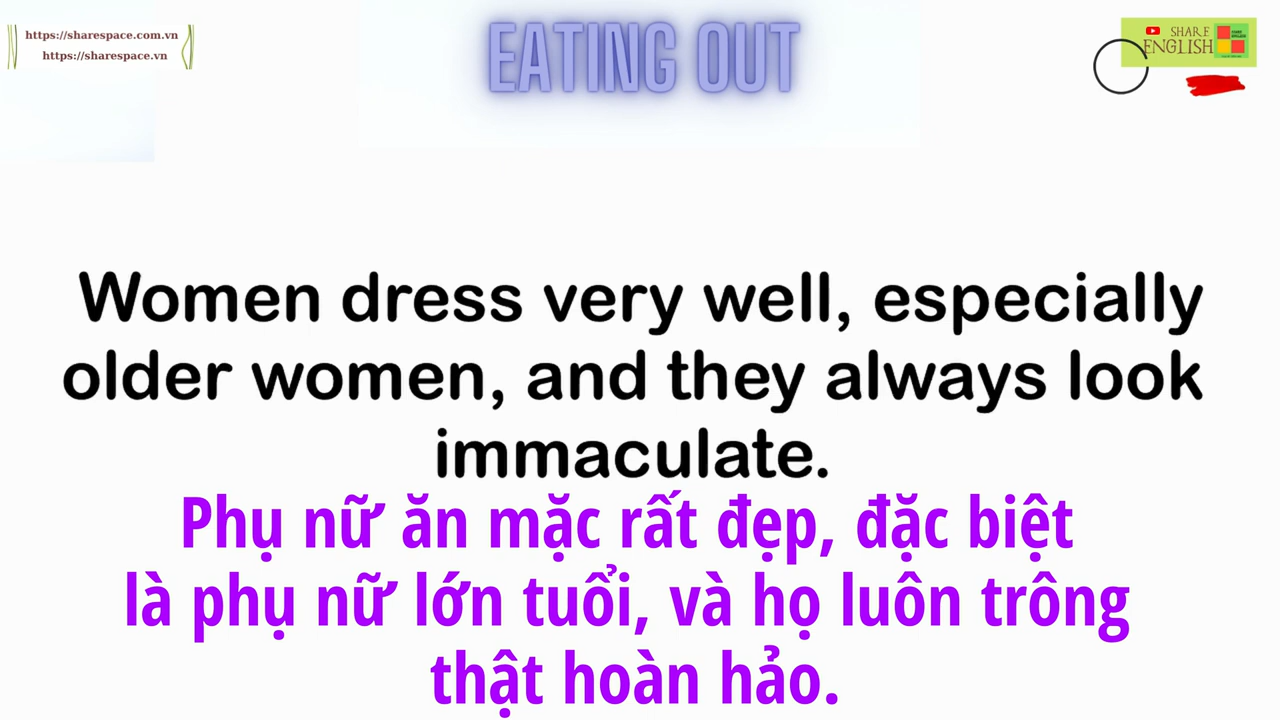 https://sharespace.com.vn
https://sharespace.vn
EATING OUT
SHARE
ENGLISH
Women dress very well, especially
older women, and they always look
immaculate.
Phụ nữ ăn mặc rất đẹp, đặc biệt
là phụ nữ lớn tuổi, và họ luôn trông
thật hoàn hảo.